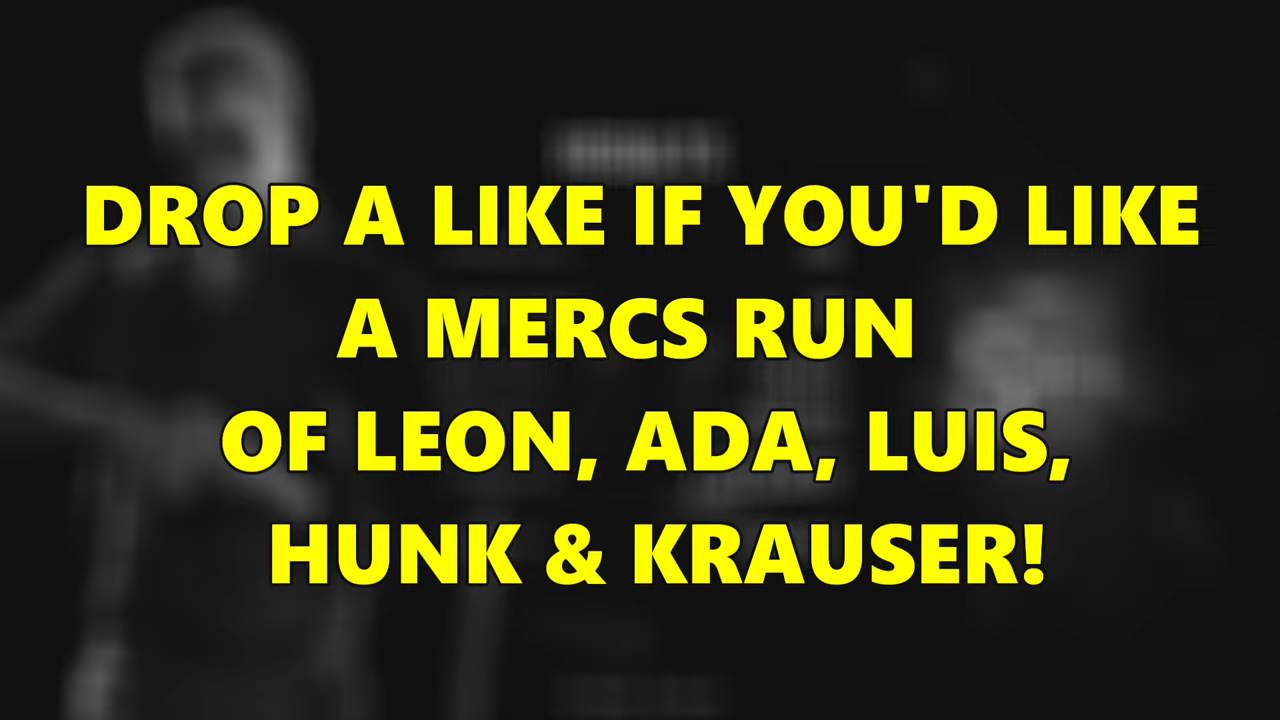 DROP A LIKE IF YOU'D LIKE
A MERCS RUN
OF LEON, ADA, LUIS,
HUNK & KRAUSER!